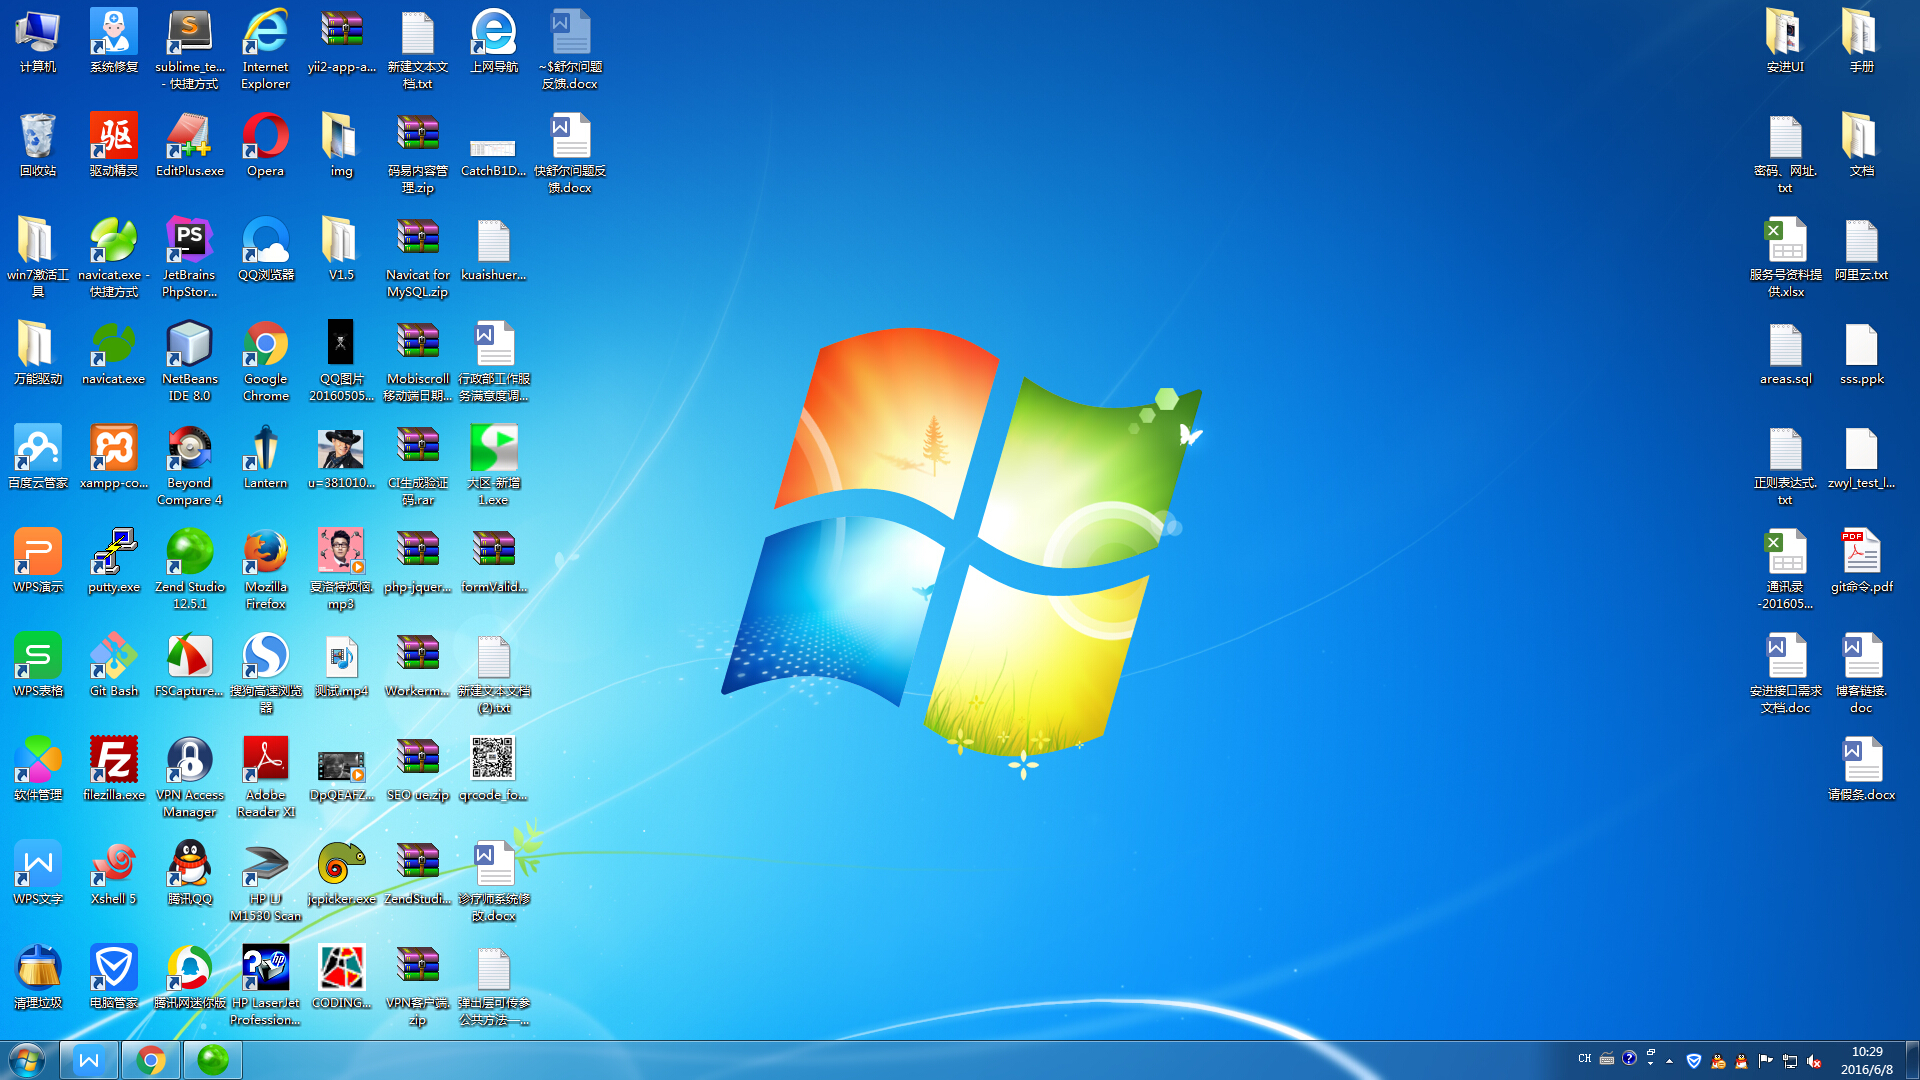 计算机
系统修复
sublime_te...
- 快捷方式
Internet
Explorer
yii2-app-a...
新建文本文
档.txt
上网导航
~$舒尔问题
反馈.docx
安进UI
手册
回收站
驱动精灵
EditPlus.exe
Opera
img
码易内容管
理.zip
CatchB1D...
快舒尔问题反
馈.docx
密码、网址.
txt
文档
win7激活工
具
navicat.exe -
快捷方式
JetBrains
PhpStor...
QQ浏览器
V1.5
Navicat for
MySQL.zip
kuaishuer...
服务号资料提
供.xlsx
阿里云.txt
万能驱动
navicat.exe
NetBeans
IDE 8.0
Google
Chrome
QQ图片
20160505...
Mobiscroll
移动端日期...
行政部工作服
务满意度调...
areas.sql
sss.ppk
百度云管家
xampp-co...
Beyond
Compare 4
Lantern
u=381010...
CI生成验证
码.rar
大区-新增
1.exe
正则表达式.
txt
zwyl_test_l...
WPS演示
putty.exe
Zend Studio
12.5.1
Mozilla
Firefox
夏洛特烦恼.
mp3
php-jquer...
formValid...
通讯录
-201605...
git命令.pdf
WPS表格
Git Bash
FSCapture...
搜狗高速浏览
器
测试.mp4
Workerm...
新建文本文档
(2).txt
安进接口需求
文档.doc
博客链接.
doc
软件管理
filezilla.exe
VPN Access
Manager
Adobe
Reader XI
DpQEAFZ...
SEO ue.zip
qrcode_fo...
请假条.docx
WPS文字
Xshell 5
腾讯QQ
HP LJ
M1530 Scan
jcpicker.exe
ZendStudi...
诊疗师系统修
改.docx
清理垃圾
电脑管家
腾讯网迷你版
HP LaserJet
Profession...
CODING...
VPN客户端.
zip
弹出层可传参
公共方法—...
CH
10:29
2016/6/8